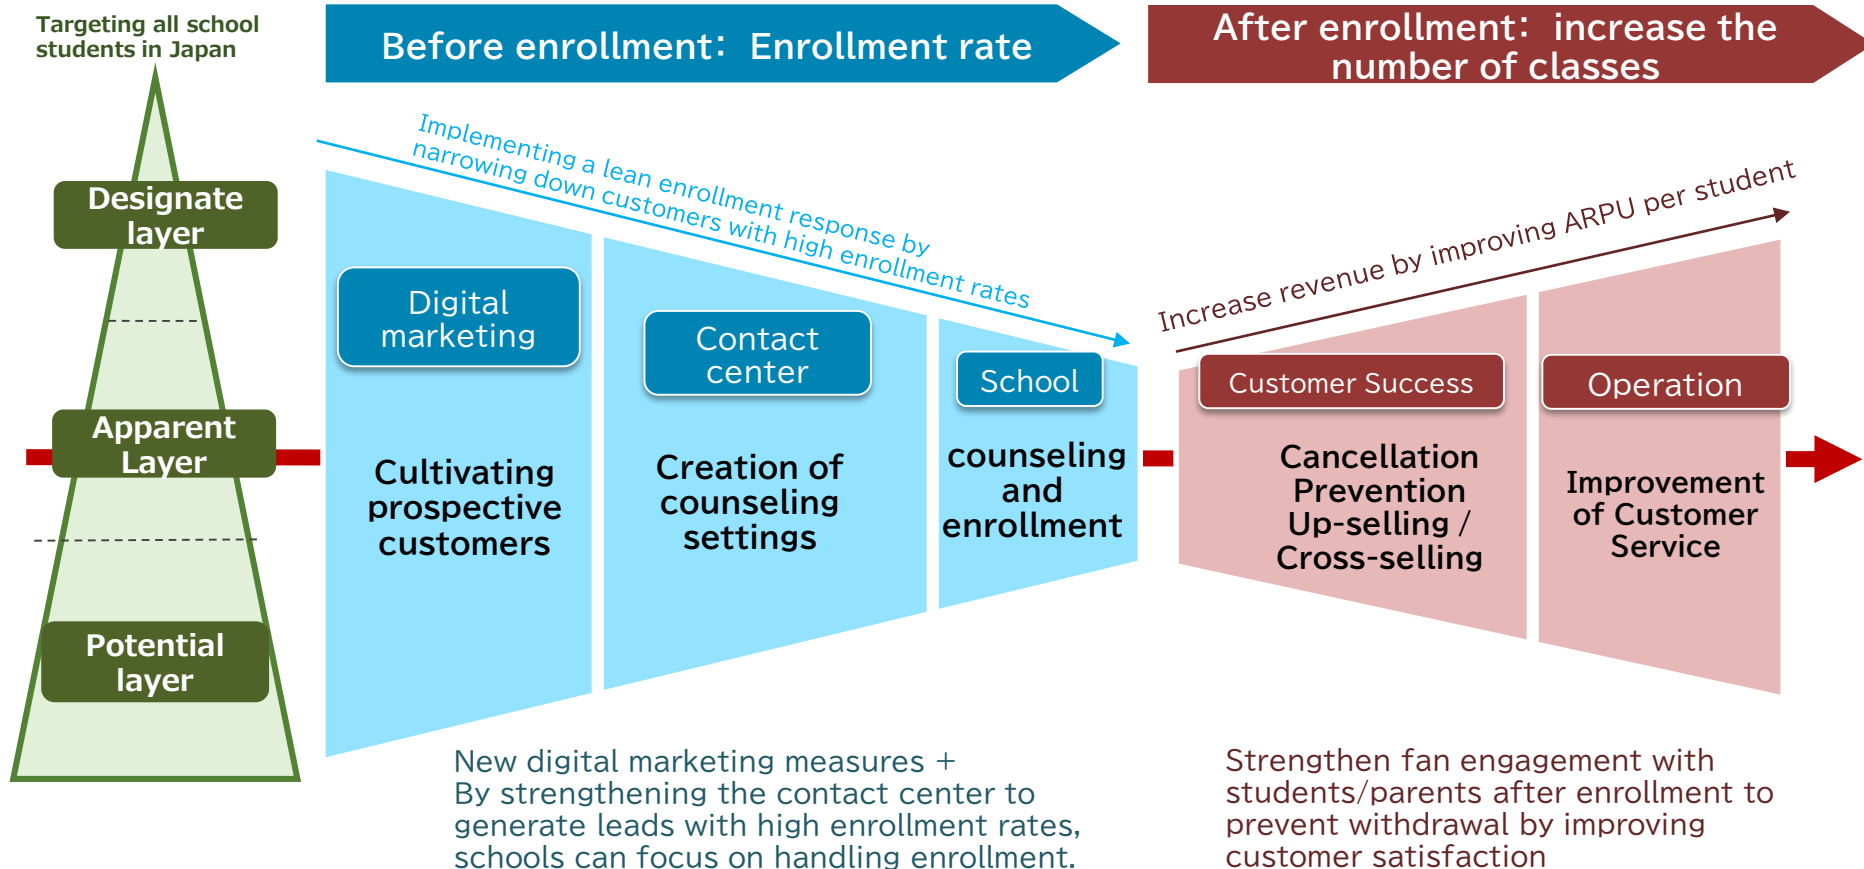 Targeting all school
students in Japan
Designate
layer
Apparent
Layer
Potential
layer
Before enrollment: Enrollment rate
Implementing a lean enrollment response by
narrowing down customers with high enrollment rates
Digital
marketing
Cultivating
prospective
customers
Contact
center
Creation of
counseling
settings
School
counseling
and
enrollment
New digital marketing measures +
By strengthening the contact center to
generate leads with high enrollment rates,
schools can focus on handling enrollment.
After enrollment: increase the
number of classes
Increase revenue by improving ARPU per student
Customer Success
Cancellation
Prevention
Up-selling /
Cross-selling
Operation
Improvement
of Customer
Service
Strengthen fan engagement with
students/parents after enrollment to
prevent withdrawal by improving
customer satisfaction